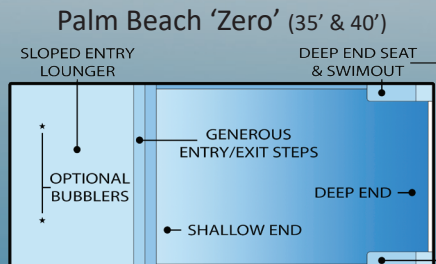 Palm Beach 'Zero' (35' & 40')
SLOPED ENTRY
LOUNGER
DEEP END SEAT
& SWIMOUT
GENEROUS
ENTRY/EXIT STEPS
OPTIONAL
BUBBLERS
DEEP END
SHALLOW END